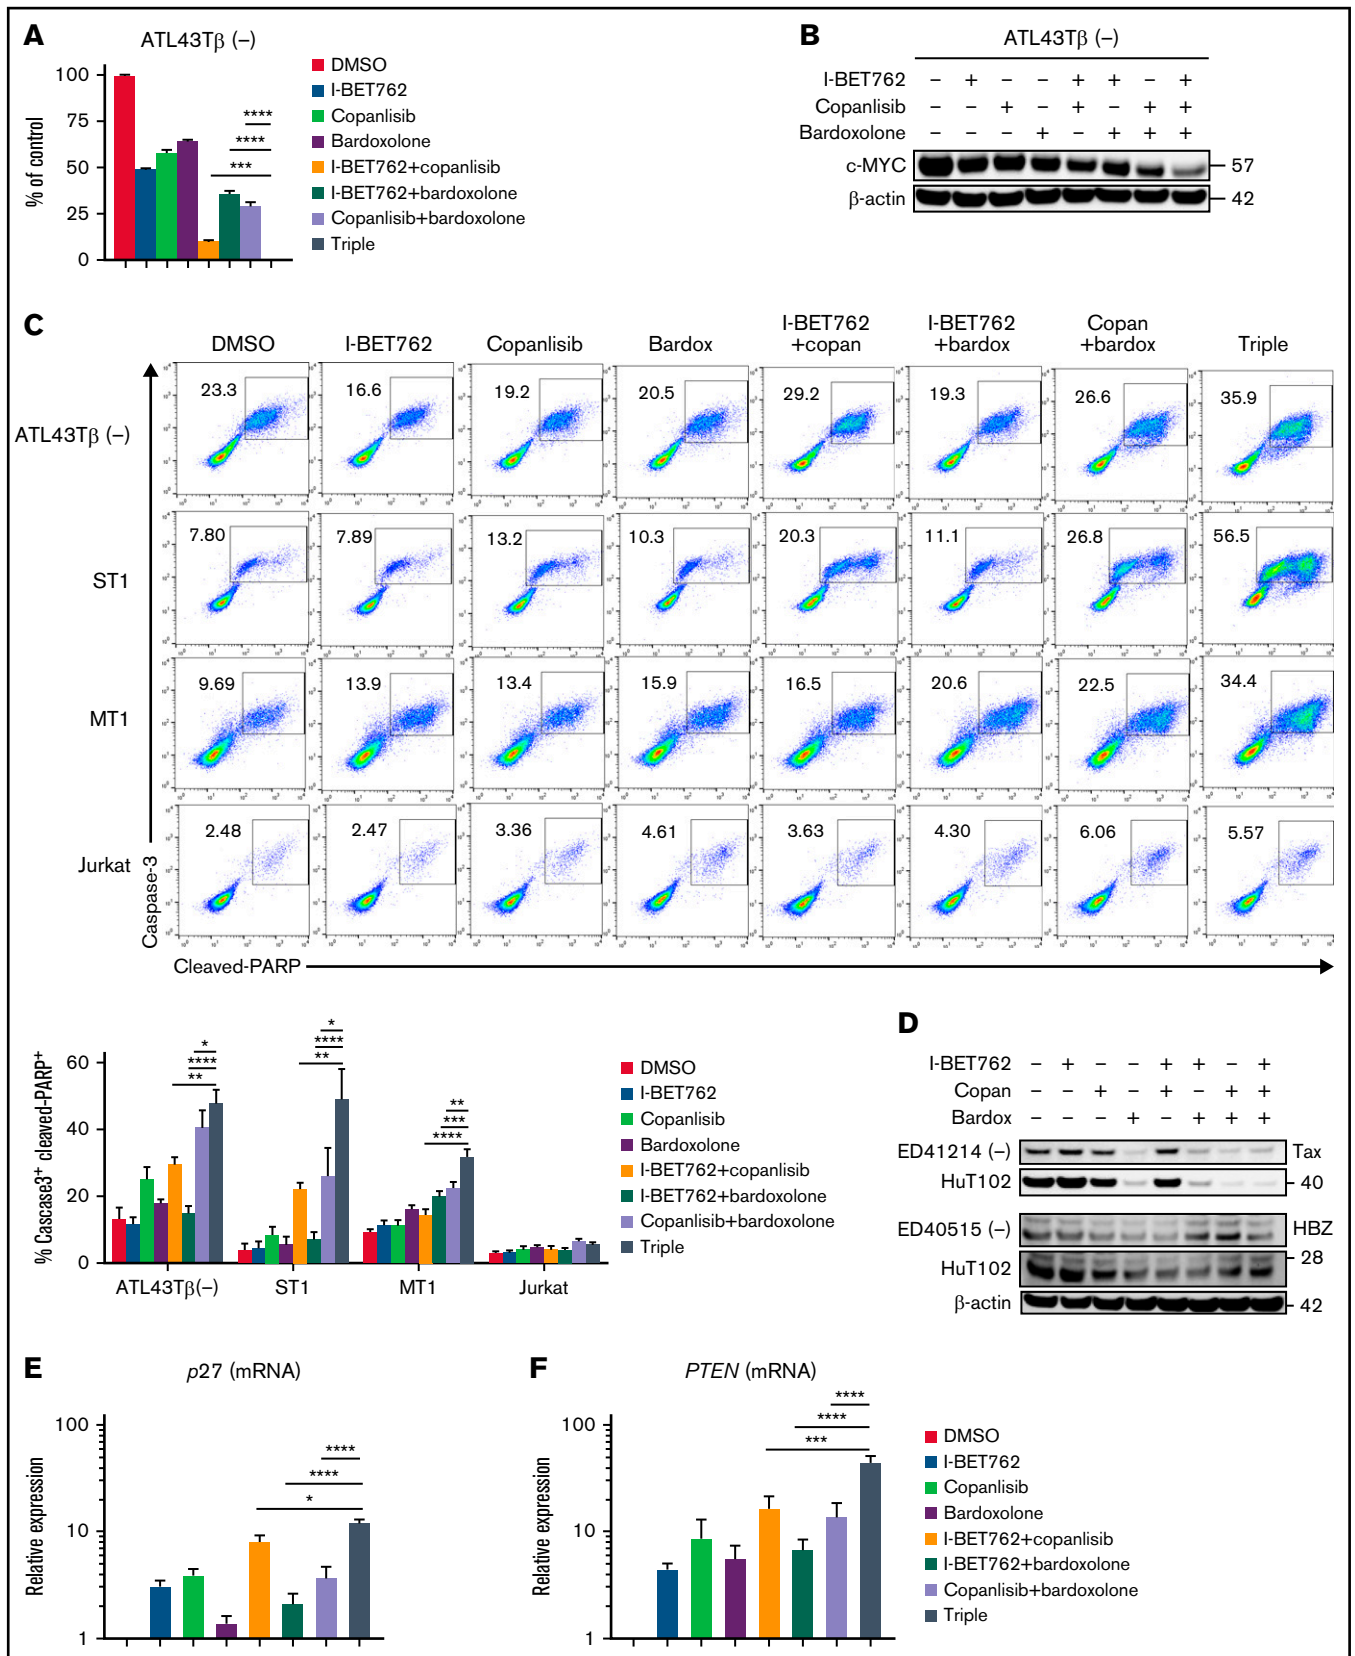 A
ATL43Tβ (–)
% of control
100
75
50
25
0
****
****
***
DMSO
I-BET762
Copanlisib
Bardoxolone
I-BET762+copanlisib
I-BET762+bardoxolone
Copanlisib+bardoxolone
Triple
B
ATL43Tβ (–)
I-BET762 – + – – + + – +
Copanlisib – – + – + – + +
Bardoxolone – – – + – + + +
c-MYC 57
β-actin 42
C
DMSO I-BET762 Copanlisib Bardox I-BET762 +copan I-BET762 +bardox Copan +bardox Triple
ATL43Tβ (–) 23.3 16.6 19.2 20.5 29.2 19.3 26.6 35.9
ST1 7.80 7.89 13.2 10.3 20.3 11.1 26.8 56.5
MT1 9.69 13.9 13.4 15.9 16.5 20.6 22.5 34.4
Jurkat 2.48 2.47 3.36 4.61 3.63 4.30 6.06 5.57
Caspase-3
Cleaved-PARP
% Cascase3⁺ cleaved-PARP⁺
60
40
20
0
*
****
**
*
****
**
**
***
****
ATL43Tβ(–) ST1 MT1 Jurkat
DMSO
I-BET762
Copanlisib
Bardoxolone
I-BET762+copanlisib
I-BET762+bardoxolone
Copanlisib+bardoxolone
Triple
D
I-BET762 – + – – + + – +
Copan – – + – + – + +
Bardox – – – + – + + +
ED41214 (–) Tax
HuT102 40
ED40515 (–) HBZ
28
HuT102
β-actin 42
E
p27 (mRNA)
Relative expression
100
10
1
****
****
*
F
PTEN (mRNA)
Relative expression
100
10
1
****
****
***
DMSO
I-BET762
Copanlisib
Bardoxolone
I-BET762+copanlisib
I-BET762+bardoxolone
Copanlisib+bardoxolone
Triple